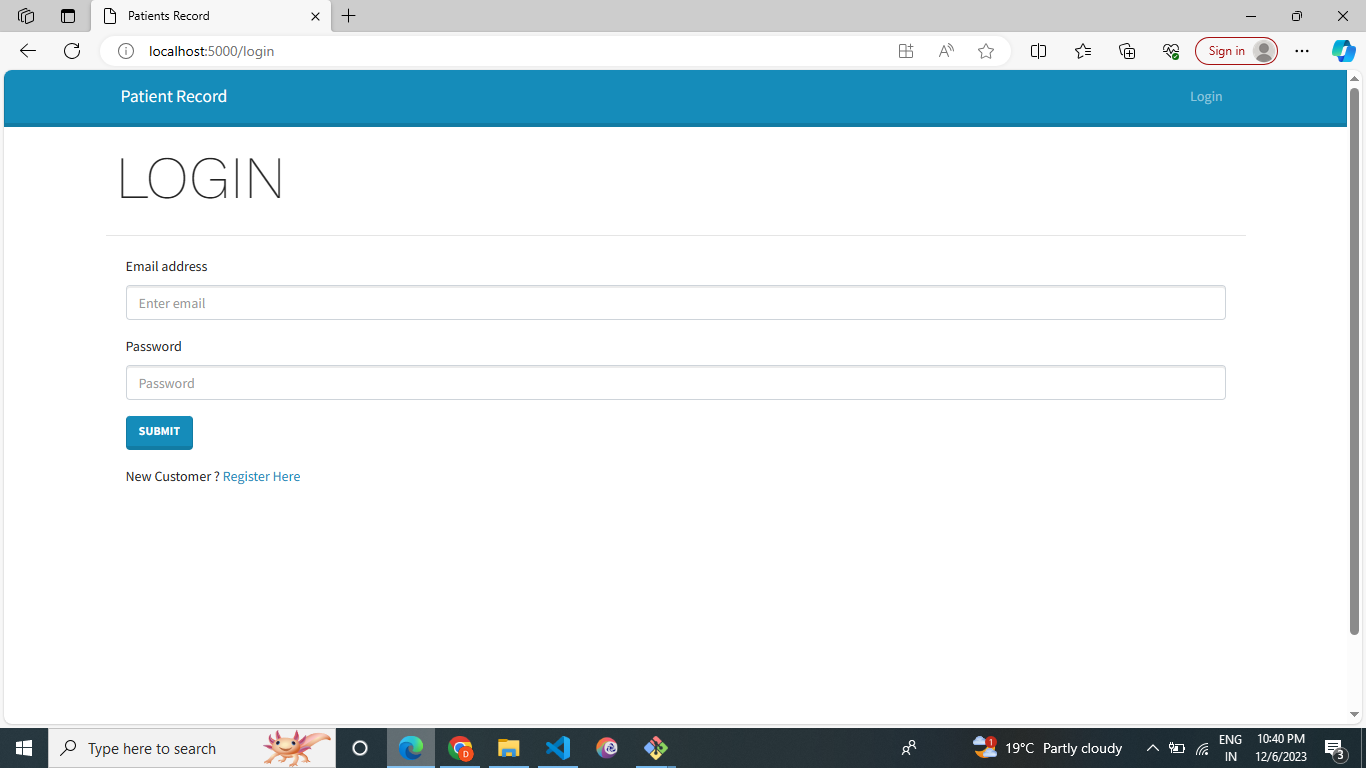 Patients Record
localhost:5000/login
Sign in
Patient Record
Login
LOGIN
Email address
Enter email
Password
Password
SUBMIT
New Customer ? Register Here
Type here to search
D
1
19°C Partly cloudy
ENG
IN
10:40 PM
12/6/2023
3